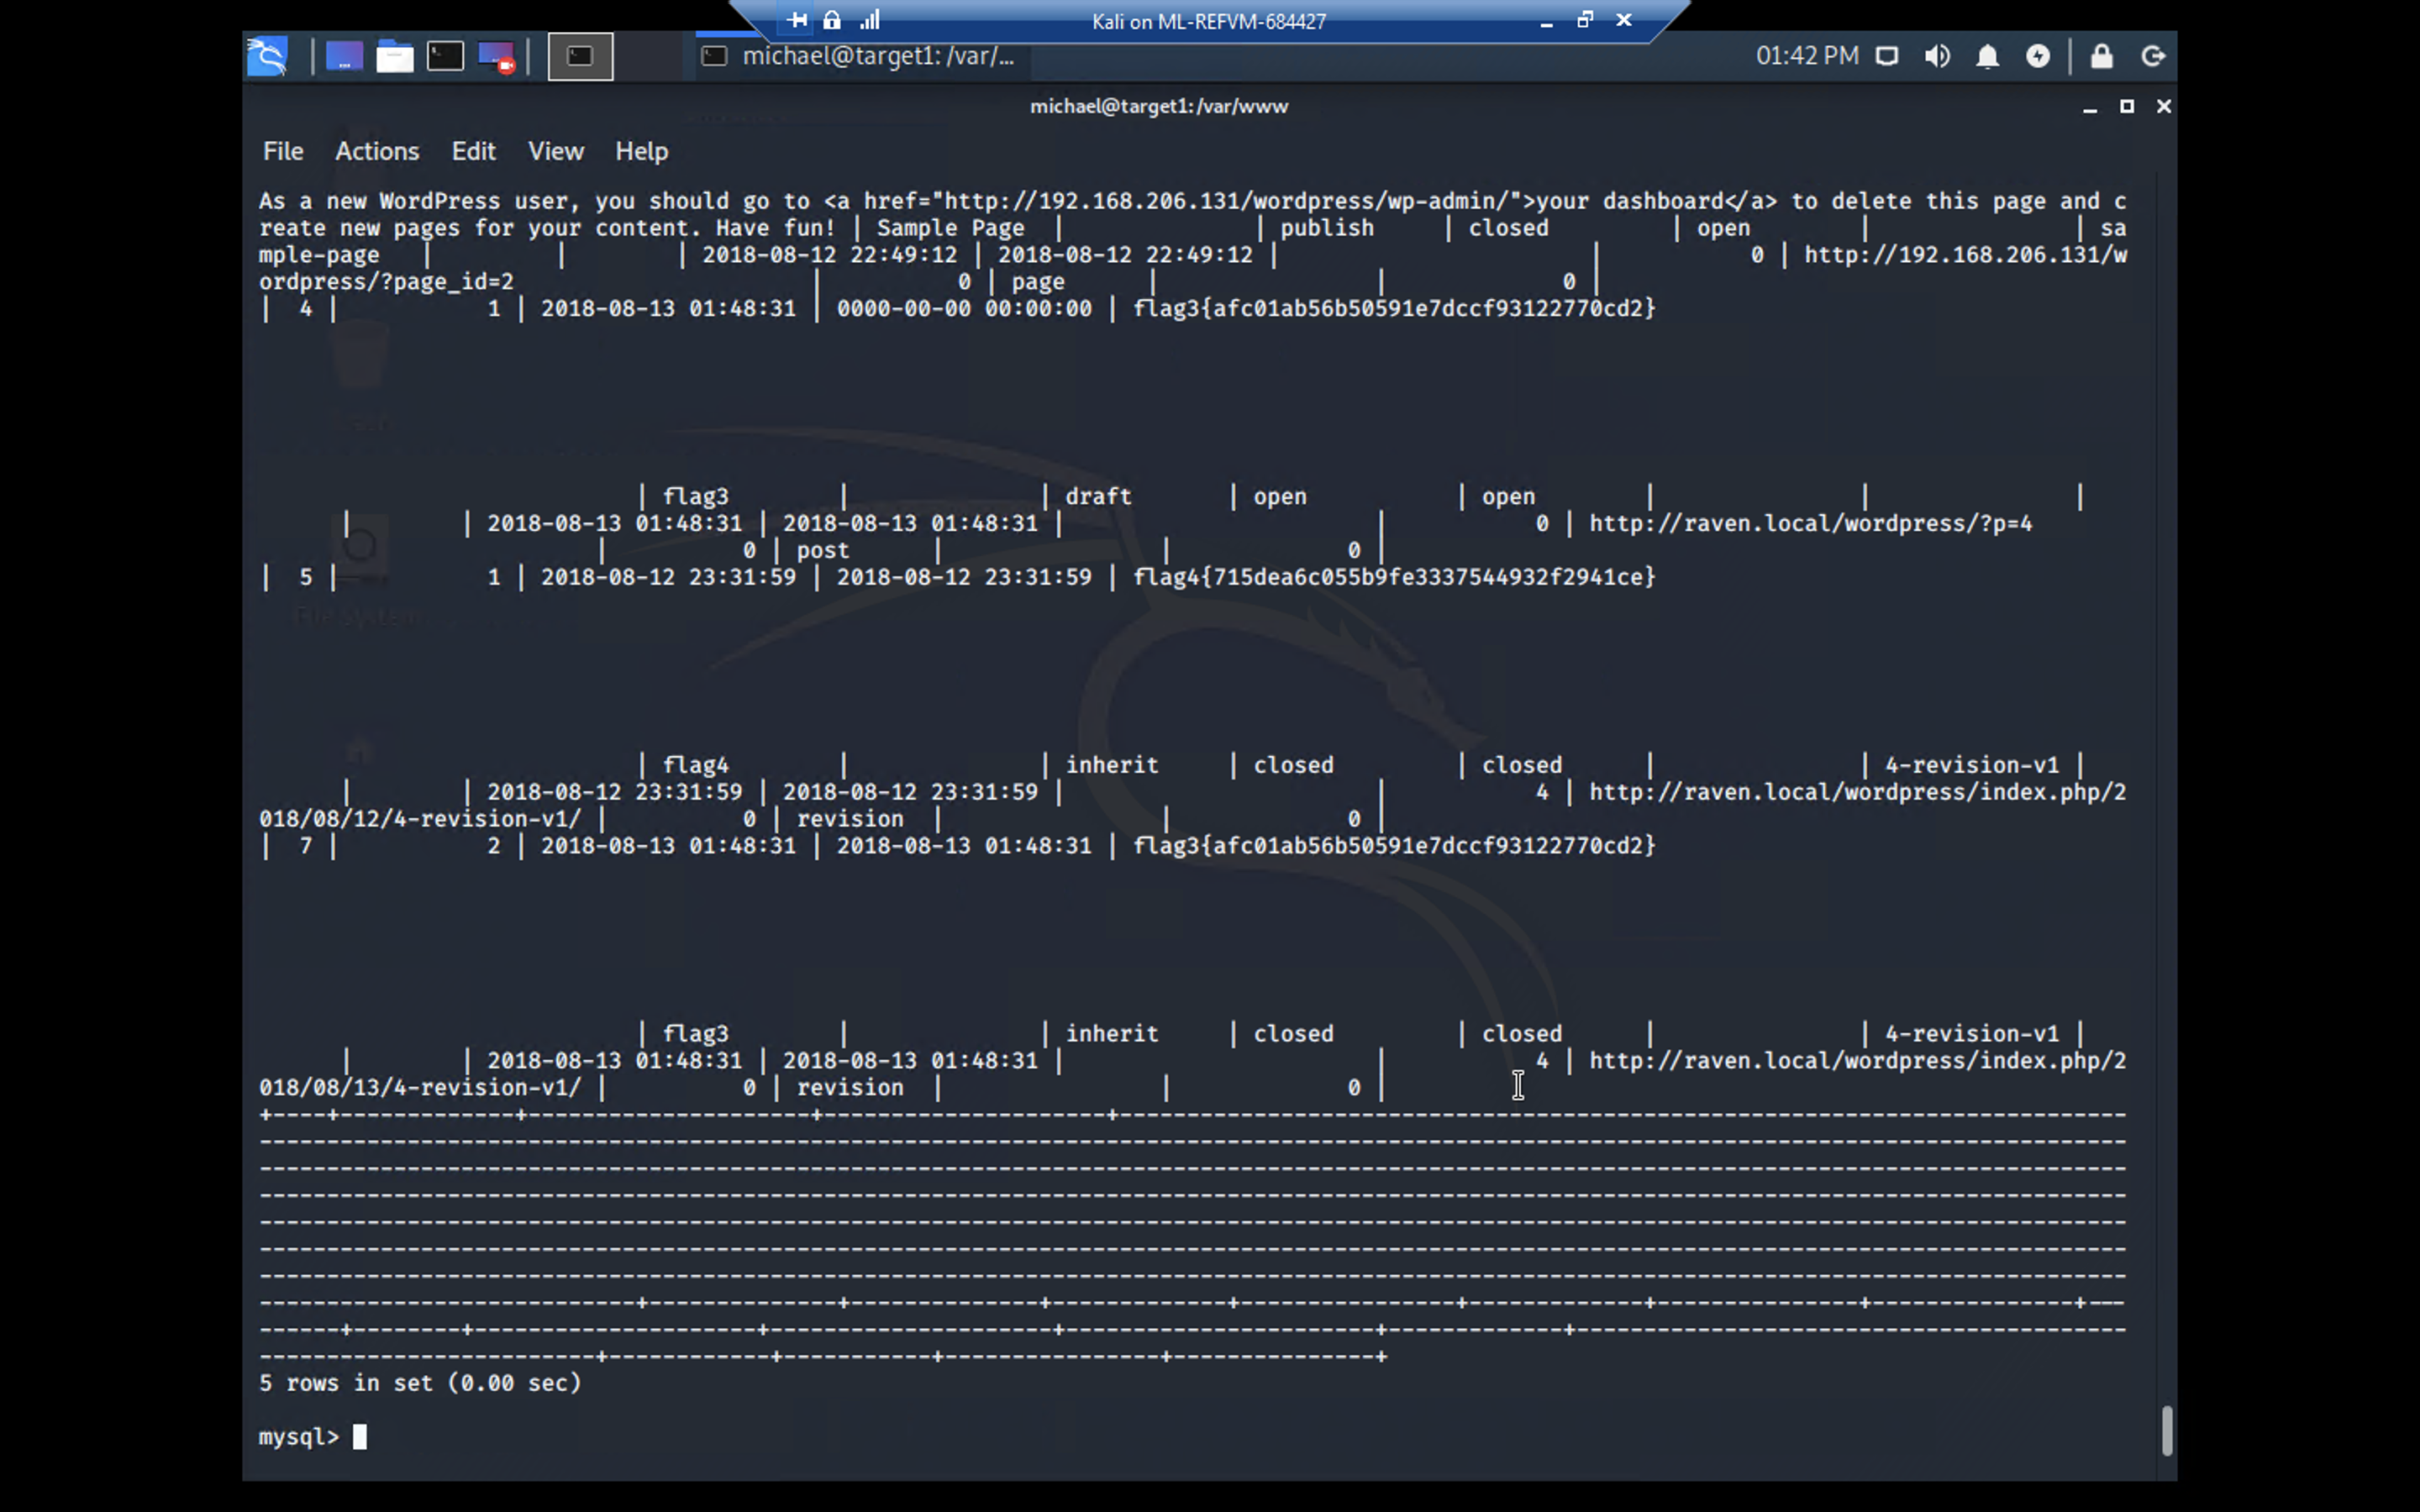 Kali on ML-REFVM-684427
michael@target1: /var/... 01:42 PM
michael@target1: /var/www
File Actions Edit View Help
As a new WordPress user, you should go to <a href="http://192.168.206.131/wordpress/wp-admin/">your dashboard</a> to delete this page and c
reate new pages for your content. Have fun! | Sample Page | | publish | closed | open | | sa
mple-page | | | 2018-08-12 22:49:12 | 2018-08-12 22:49:12 | | 0 | http://192.168.206.131/w
ordpress/?page_id=2 | 0 | page | | 0 |
| 4 | 1 | 2018-08-13 01:48:31 | 0000-00-00 00:00:00 | flag3{afc01ab56b50591e7dccf93122770cd2}
| flag3 | | draft | open | open | | |
| | 2018-08-13 01:48:31 | 2018-08-13 01:48:31 | | 0 | http://raven.local/wordpress/?p=4
| 0 | post | | 0 |
| 5 | 1 | 2018-08-12 23:31:59 | 2018-08-12 23:31:59 | flag4{715dea6c055b9fe3337544932f2941ce}
| flag4 | | inherit | closed | closed | | 4-revision-v1 |
| | 2018-08-12 23:31:59 | 2018-08-12 23:31:59 | | 4 | http://raven.local/wordpress/index.php/2
018/08/12/4-revision-v1/ | 0 | revision | | 0 |
| 7 | 2 | 2018-08-13 01:48:31 | 2018-08-13 01:48:31 | flag3{afc01ab56b50591e7dccf93122770cd2}
| flag3 | | inherit | closed | closed | | 4-revision-v1 |
| | 2018-08-13 01:48:31 | 2018-08-13 01:48:31 | | 4 | http://raven.local/wordpress/index.php/2
018/08/13/4-revision-v1/ | 0 | revision | | 0 |
5 rows in set (0.00 sec)
mysql>